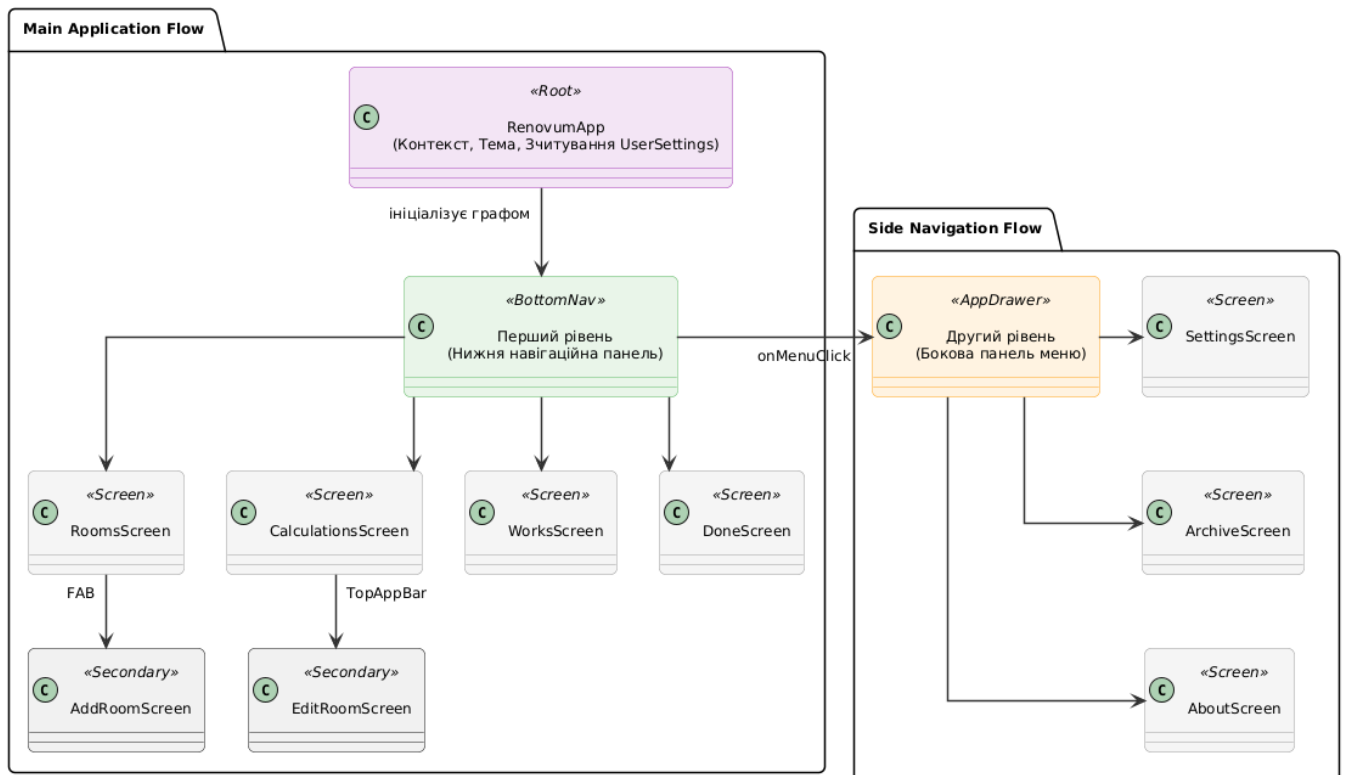 Main Application Flow
«Root»
C
RenovumApp
(Контекст, Тема, Зчитування UserSettings)
ініціалізує графом
Side Navigation Flow
«BottomNav»
C
Перший рівень
(Нижня навігаційна панель)
onMenuClick
«AppDrawer»
C
Другий рівень
(Бокова панель меню)
«Screen»
C
SettingsScreen
«Screen»
C
RoomsScreen
«Screen»
C
CalculationsScreen
«Screen»
C
WorksScreen
«Screen»
C
DoneScreen
«Screen»
C
ArchiveScreen
FAB
TopAppBar
«Secondary»
C
AddRoomScreen
«Secondary»
C
EditRoomScreen
«Screen»
C
AboutScreen